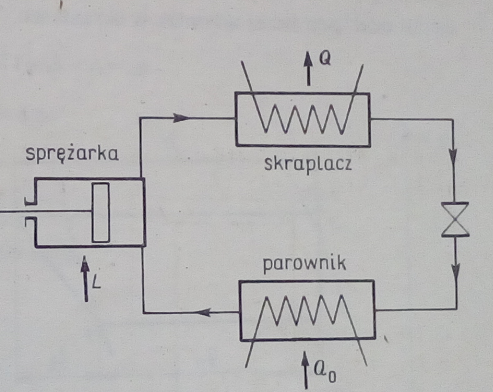 Q
sprężarka
skraplacz
parownik
L
Q₀